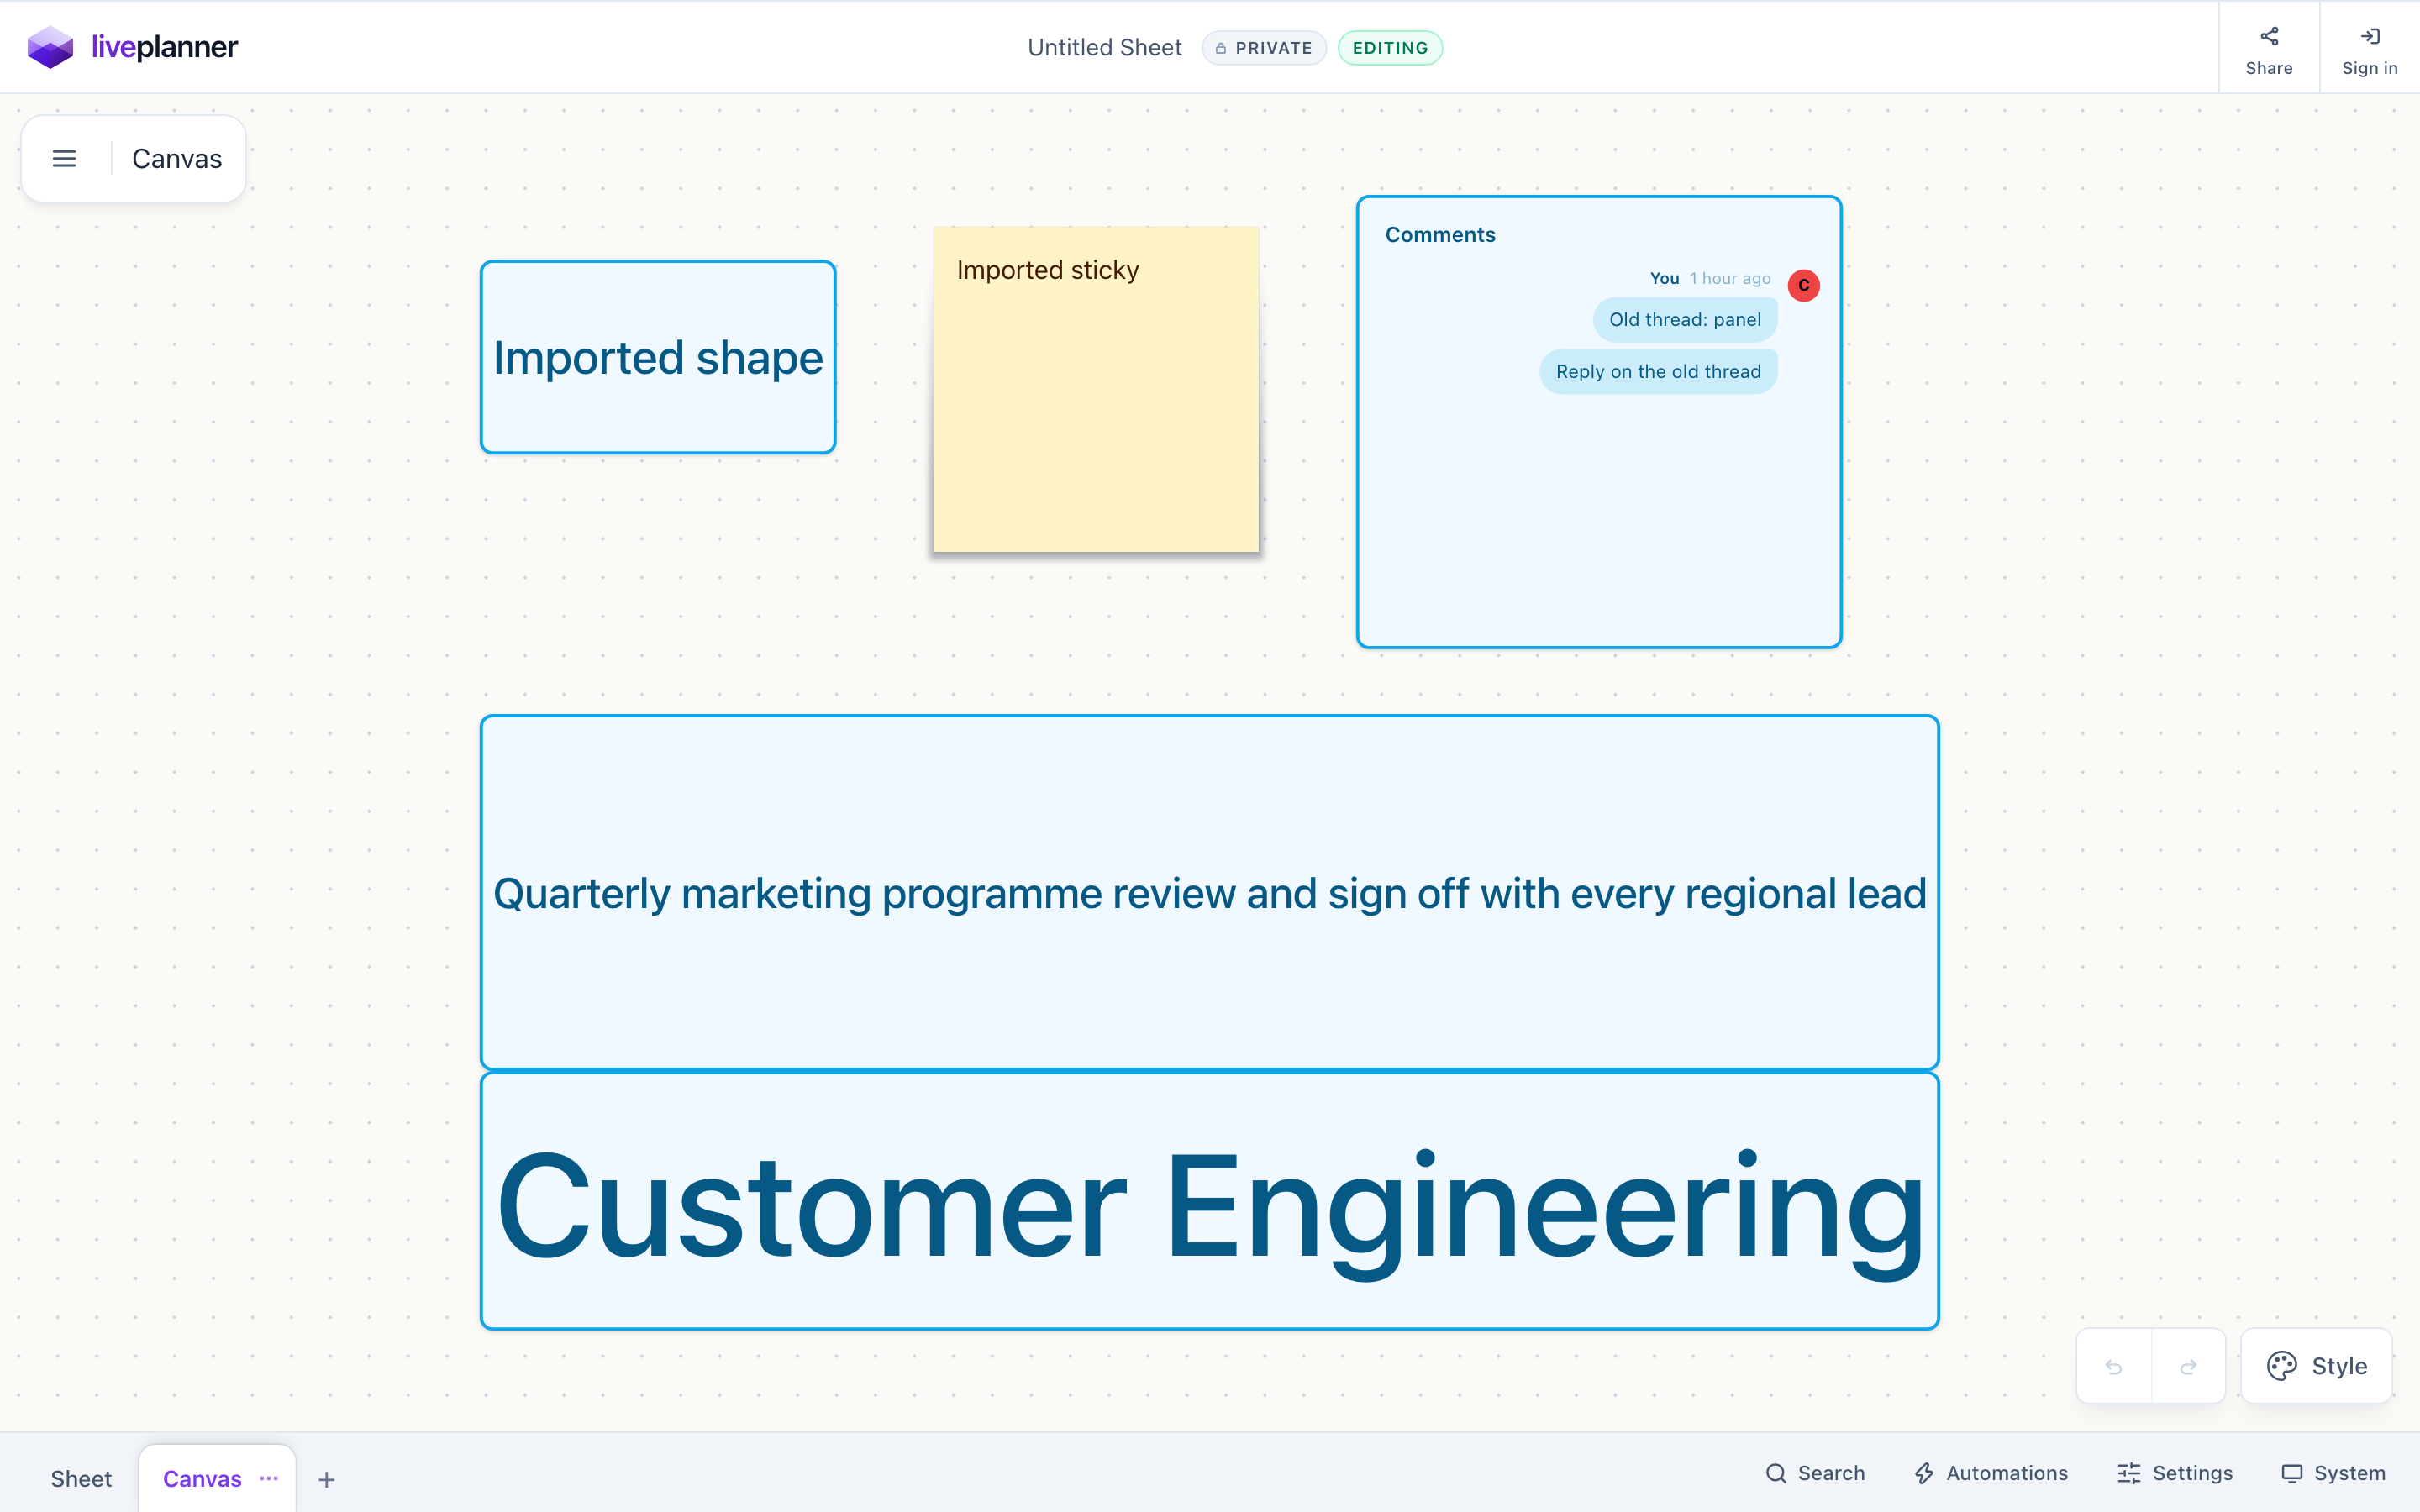 liveplanner
Untitled Sheet PRIVATE EDITING
Share
Sign in
Canvas
Imported shape
Imported sticky
Comments
You 1 hour ago
C
Old thread: panel
Reply on the old thread
Quarterly marketing programme review and sign off with every regional lead
Customer Engineering
Style
Sheet
Canvas
Search
Automations
Settings
System